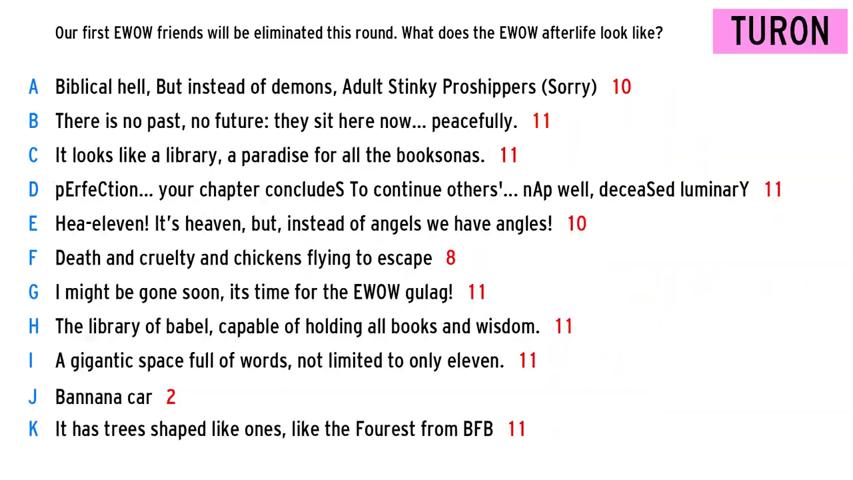 Our first EWOW friends will be eliminated this round. What does the EWOW afterlife look like?
TURON
A Biblical hell, But instead of demons, Adult Stinky Proshippers (Sorry) 10
B There is no past, no future: they sit here now... peacefully. 11
C It looks like a library, a paradise for all the booksonas. 11
D pErfeCtion... your chapter concludeS To continue others'... nAp well, deceaSed luminarY 11
E Hea-eleven! It's heaven, but, instead of angels we have angles! 10
F Death and cruelty and chickens flying to escape 8
G I might be gone soon, its time for the EWOW gulag! 11
H The library of babel, capable of holding all books and wisdom. 11
I A gigantic space full of words, not limited to only eleven. 11
J Bannana car 2
K It has trees shaped like ones, like the Fourest from BFB 11